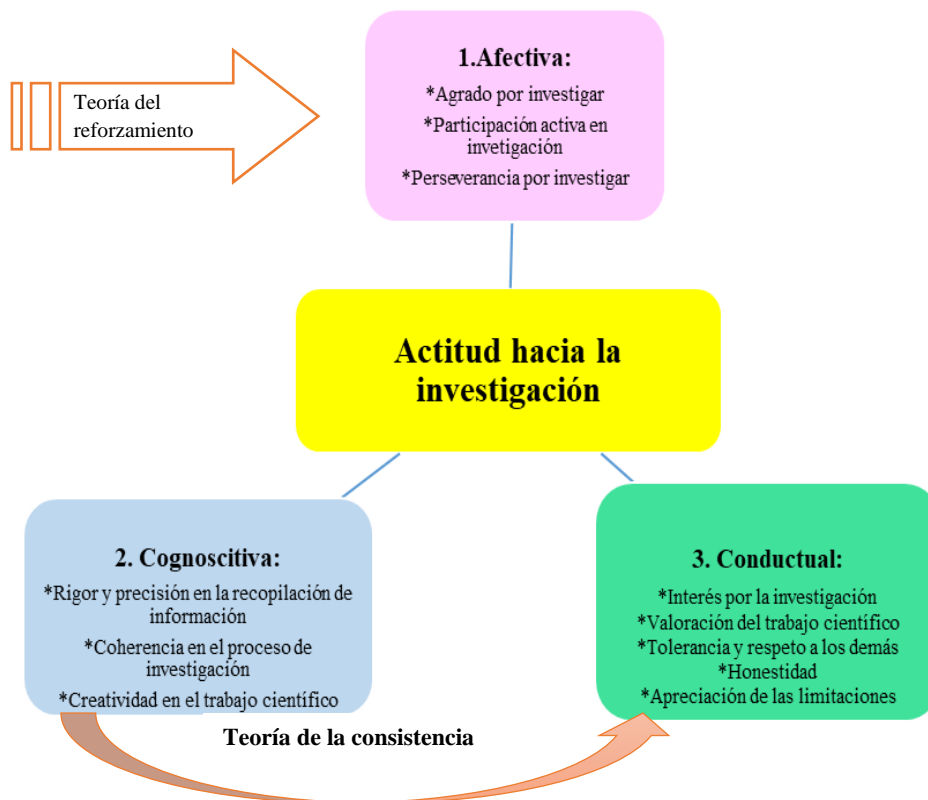 1.Afectiva:
*Agrado por investigar
*Participación activa en
invetigación
*Perseverancia por investigar
Teoría del
reforzamiento
Actitud hacia la
investigación
2. Cognoscitiva:
*Rigor y precisión en la recopilación de
información
*Coherencia en el proceso de
investigación
*Creatividad en el trabajo científico
3. Conductual:
*Interés por la investigación
*Valoración del trabajo científico
*Tolerancia y respeto a los demás
*Honestidad
*Apreciación de las limitaciones
Teoría de la consistencia